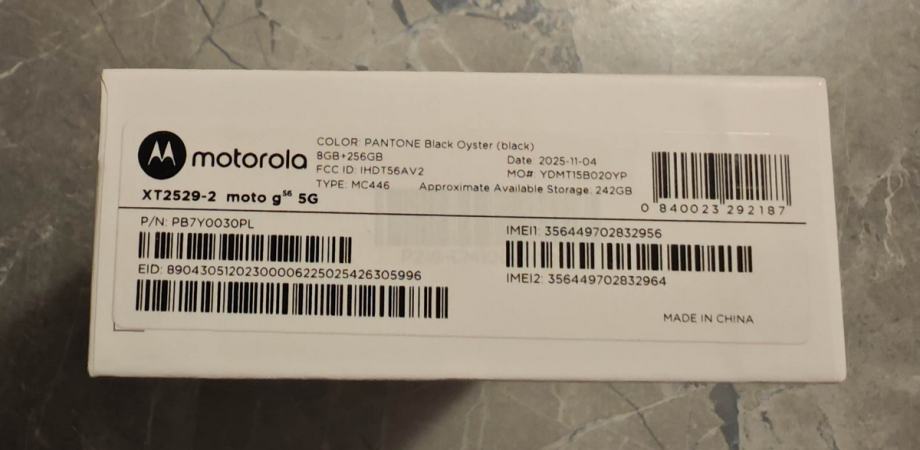 motorola
XT2529-2 moto g⁵⁶ 5G
COLOR: PANTONE Black Oyster (black)
8GB+256GB
FCC ID: IHDT56AV2
TYPE: MC446
Date 2025-11-04
MO#: YDMT15B020YP
Approximate Available Storage: 242GB
0 840023 292187
P/N: PB7Y0030PL
EID: 89043051202300006225025426305996
IMEI1: 356449702832956
IMEI2: 356449702832964
MADE IN CHINA